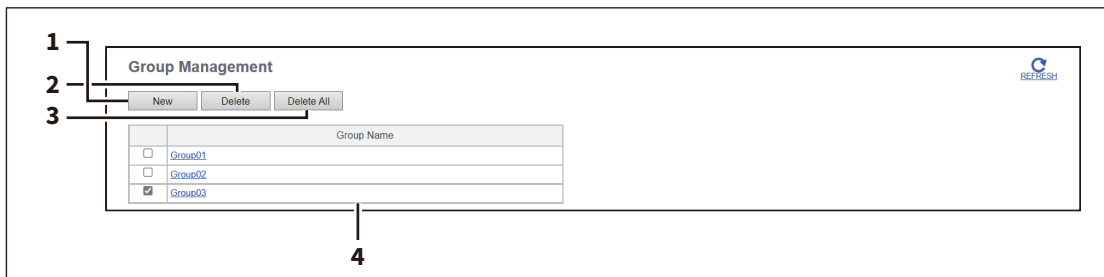 1
Group Management
REFRESH
2
New Delete Delete All
3
Group Name
Group01
Group02
Group03
4